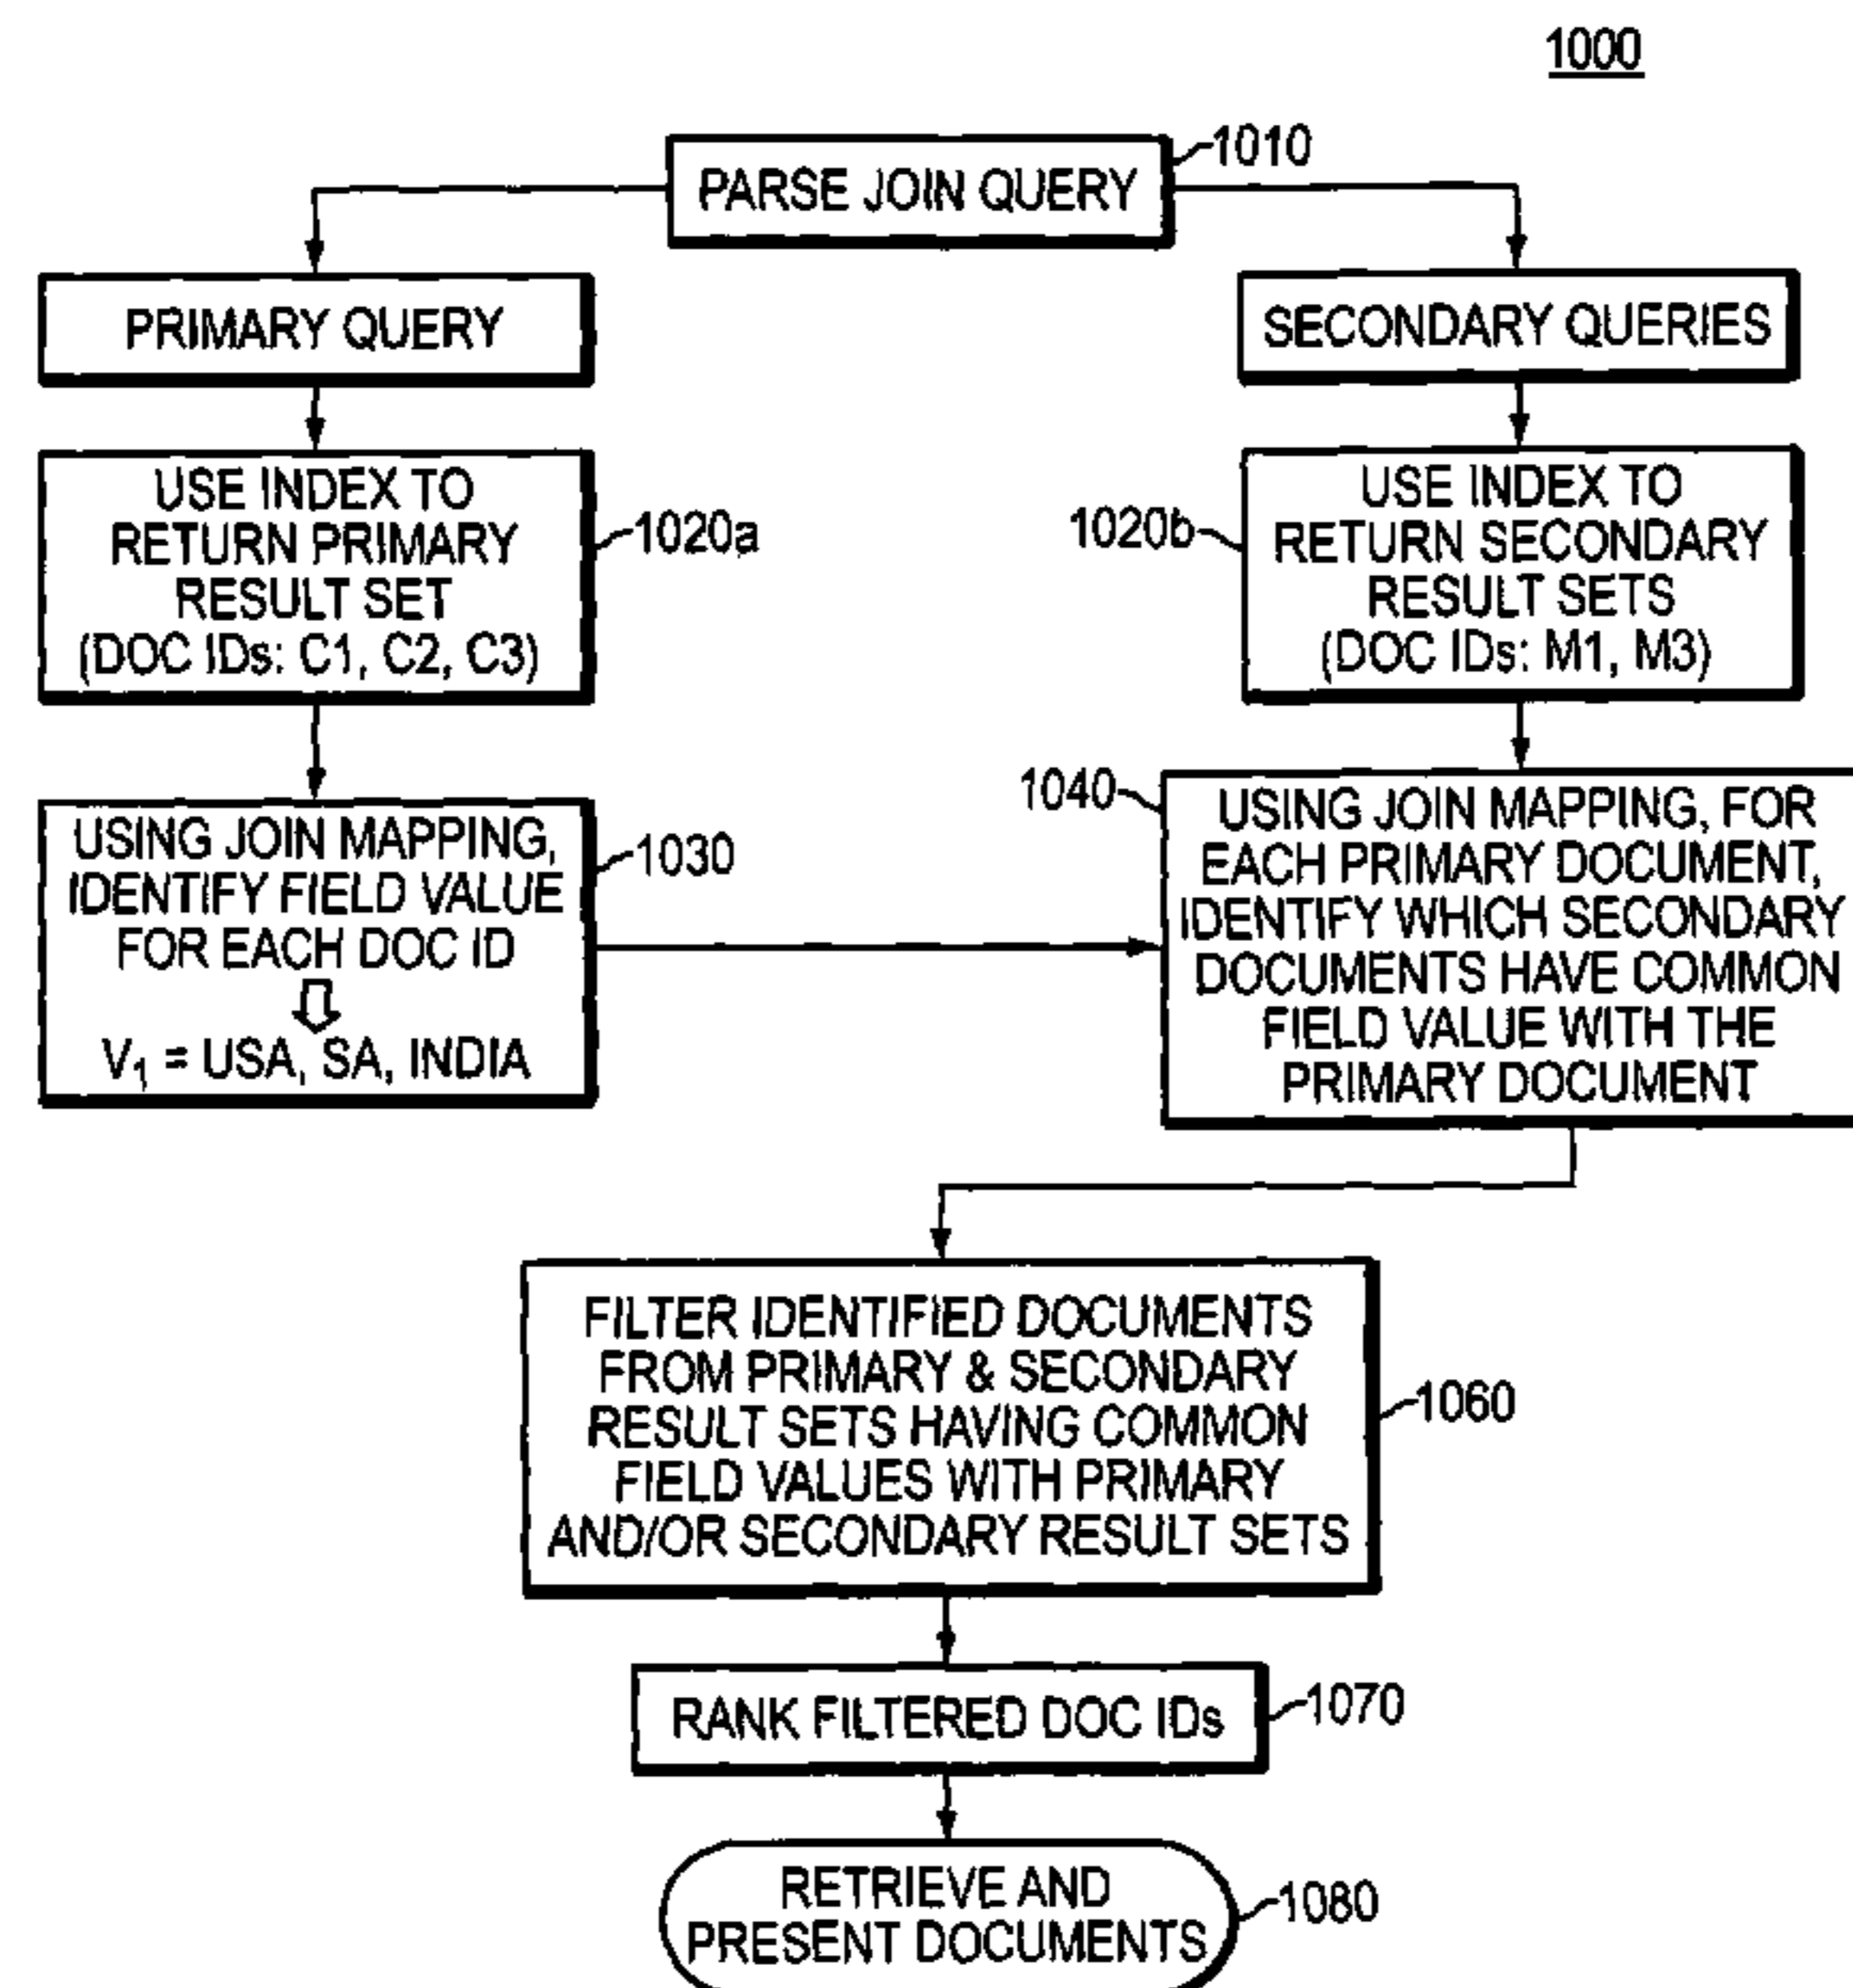 1000
PARSE JOIN QUERY
1010
PRIMARY QUERY
SECONDARY QUERIES
USE INDEX TO
RETURN PRIMARY
RESULT SET
(DOC IDs: C1, C2, C3)
1020a
1020b
USE INDEX TO
RETURN SECONDARY
RESULT SETS
(DOC IDs: M1, M3)
USING JOIN MAPPING,
IDENTIFY FIELD VALUE
FOR EACH DOC ID
V₁ = USA, SA, INDIA
1030
1040
USING JOIN MAPPING, FOR
EACH PRIMARY DOCUMENT,
IDENTIFY WHICH SECONDARY
DOCUMENTS HAVE COMMON
FIELD VALUE WITH THE
PRIMARY DOCUMENT
FILTER IDENTIFIED DOCUMENTS
FROM PRIMARY & SECONDARY
RESULT SETS HAVING COMMON
FIELD VALUES WITH PRIMARY
AND/OR SECONDARY RESULT SETS
1060
RANK FILTERED DOC IDs
1070
RETRIEVE AND
PRESENT DOCUMENTS
1080